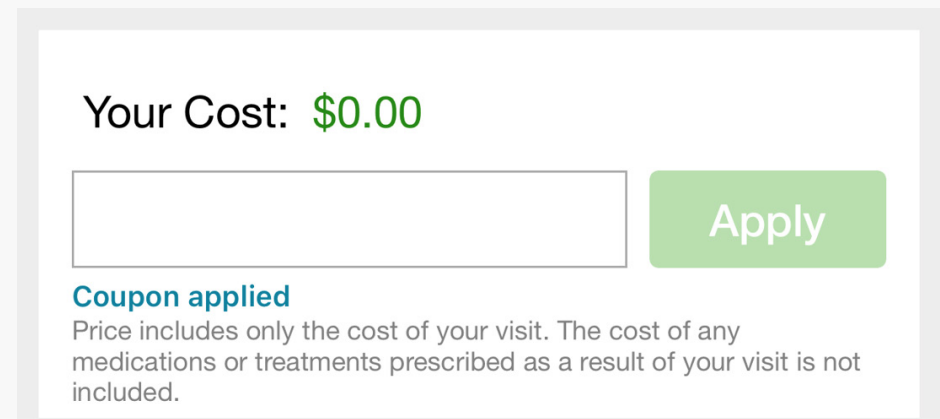 Your Cost: $0.00
Apply
Coupon applied
Price includes only the cost of your visit. The cost of any
medications or treatments prescribed as a result of your visit is not
included.